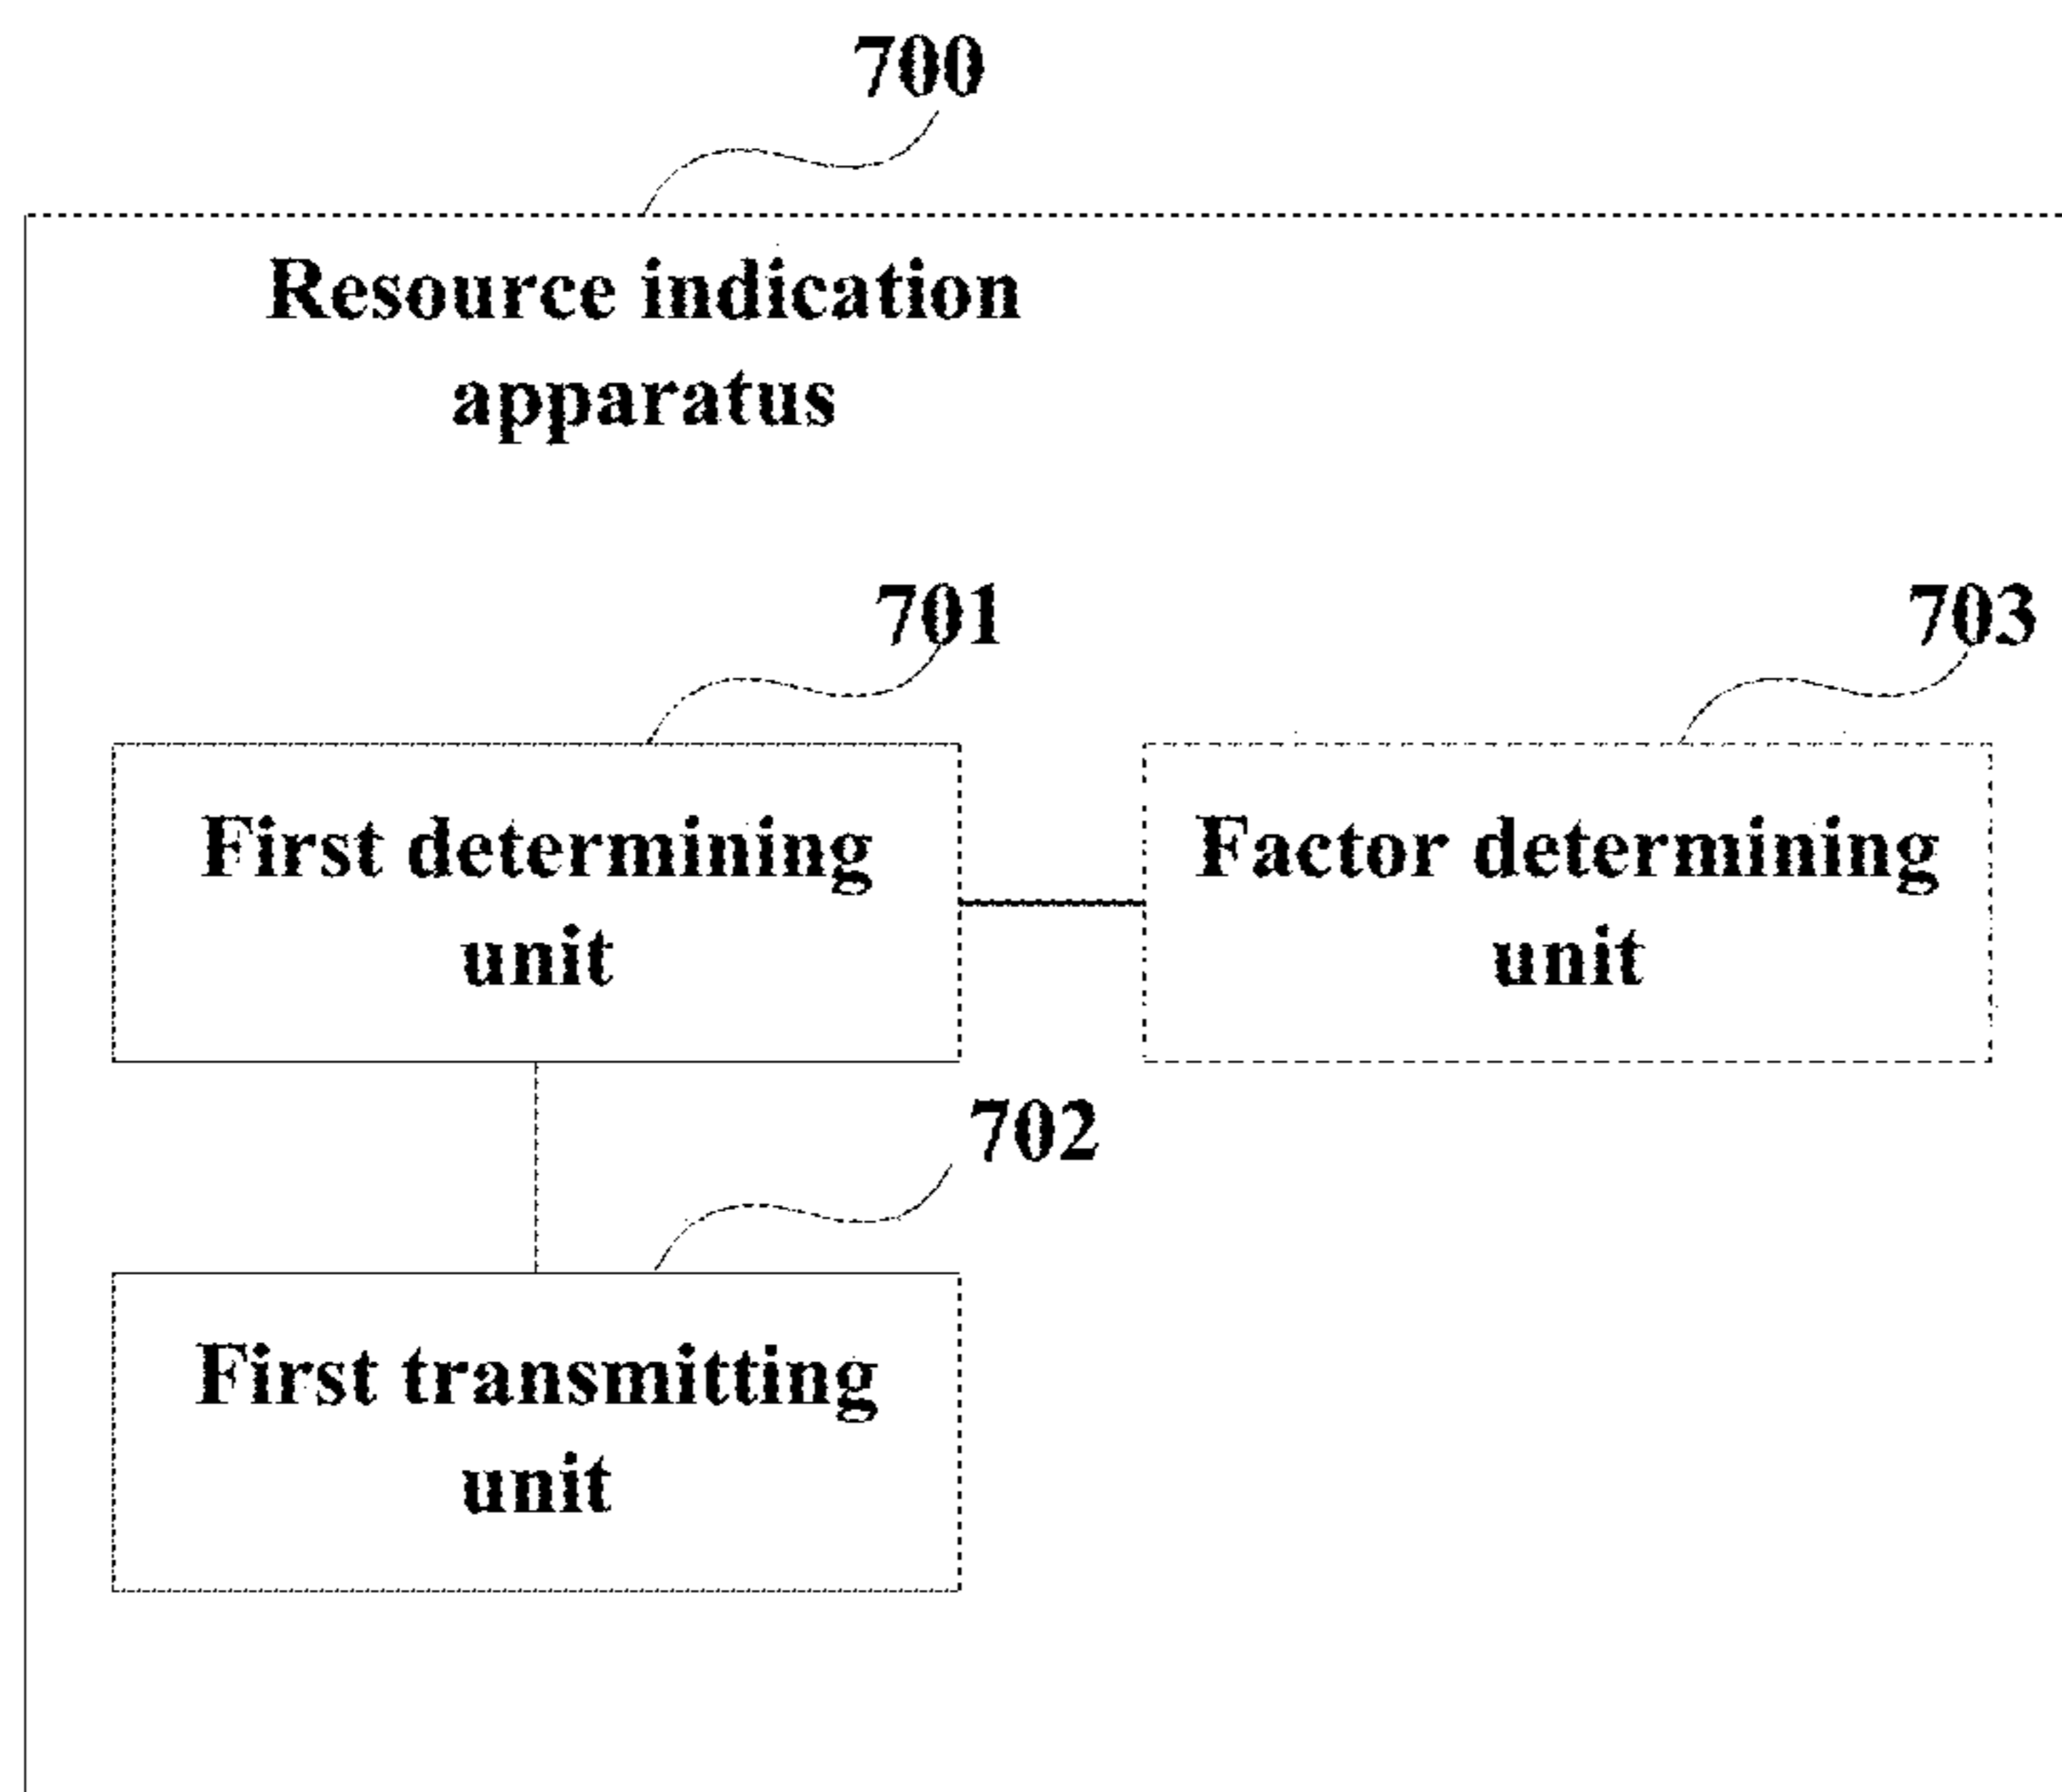 700
Resource indication
apparatus
701
703
First determining
unit
Factor determining
unit
702
First transmitting
unit